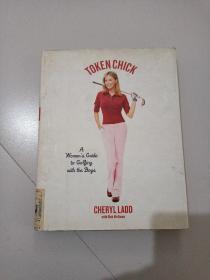 TOKEN CHICK
A
Woman's Guide
to Golfing
with the Boys
CHERYL LADD